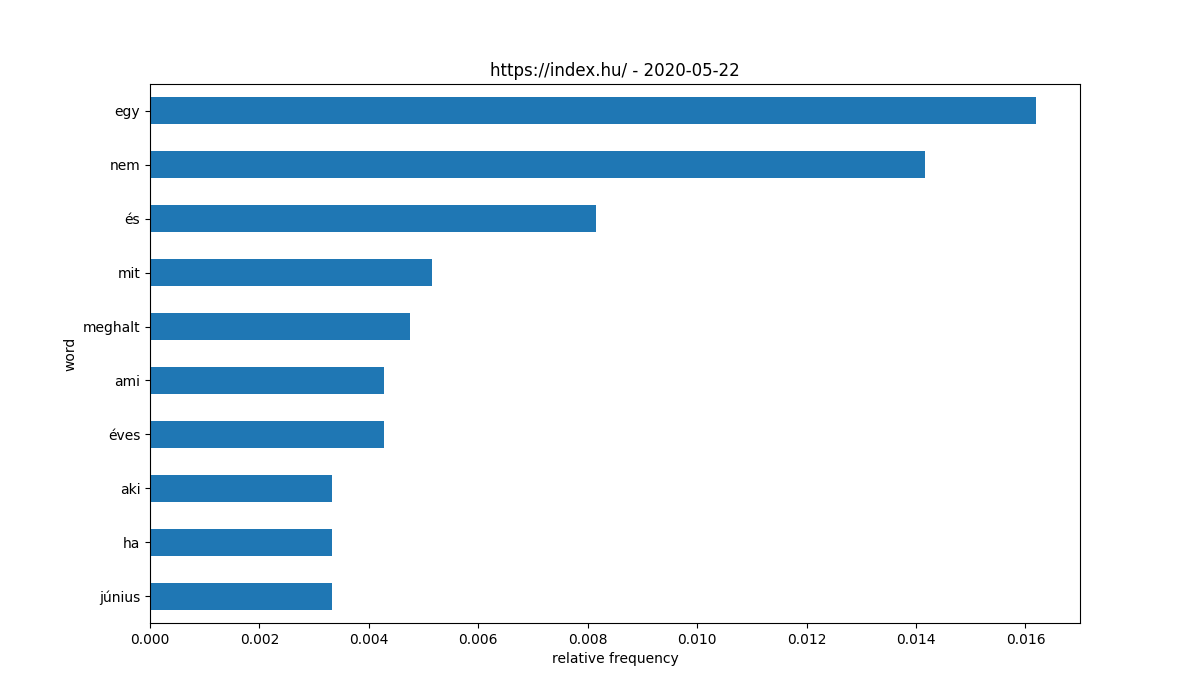 https://index.hu/ - 2020-05-22
egy
nem
és
mit
meghalt
ami
éves
aki
ha
június
word
0.000 0.002 0.004 0.006 0.008 0.010 0.012 0.014 0.016
relative frequency